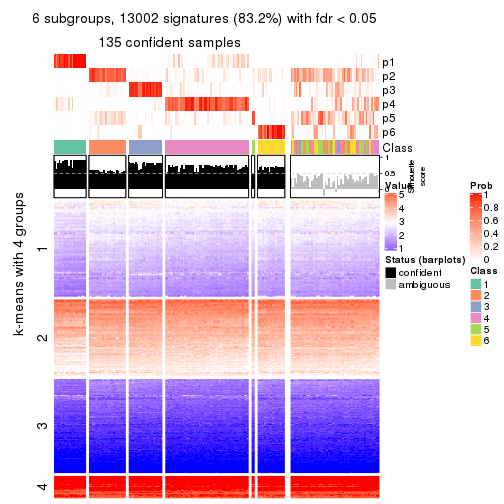 6 subgroups, 13002 signatures (83.2%) with fdr < 0.05
135 confident samples
p1
p2
p3
p4
p5
p6
Class
1
0.5
0
Silhouette
score
k-means with 4 groups
1
2
3
4
Value
5
4
3
2
1
Status (barplots)
confident
ambiguous
Prob
1
0.8
0.6
0.4
0.2
0
Class
1
2
3
4
5
6